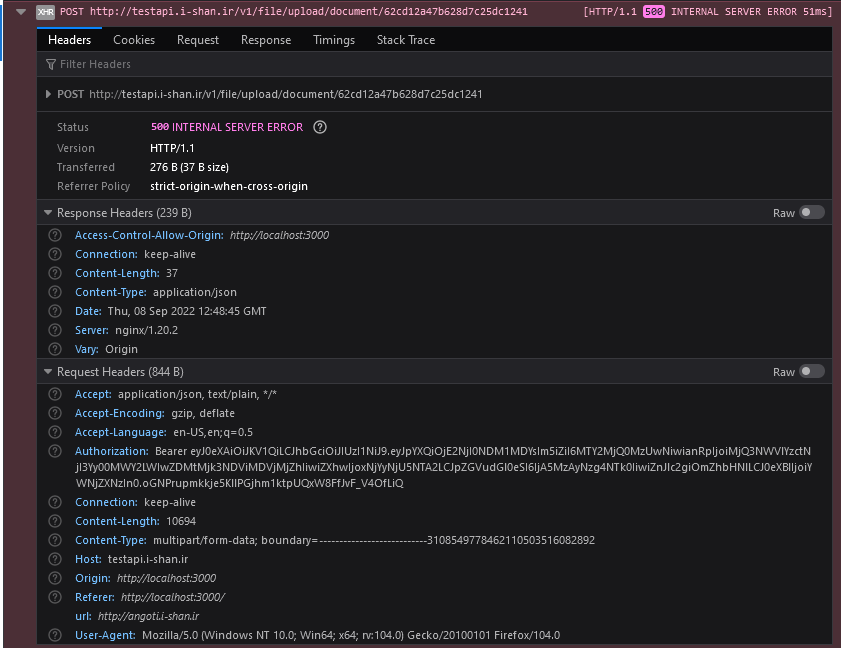 XHR POST http://testapi.i-shan.ir/v1/file/upload/document/62cd12a47b628d7c25dc1241 [HTTP/1.1 500 INTERNAL SERVER ERROR 51ms]
Headers Cookies Request Response Timings Stack Trace
Filter Headers
POST http://testapi.i-shan.ir/v1/file/upload/document/62cd12a47b628d7c25dc1241
Status 500 INTERNAL SERVER ERROR ?
Version HTTP/1.1
Transferred 276 B (37 B size)
Referrer Policy strict-origin-when-cross-origin
Response Headers (239 B) Raw
? Access-Control-Allow-Origin: http://localhost:3000
? Connection: keep-alive
? Content-Length: 37
? Content-Type: application/json
? Date: Thu, 08 Sep 2022 12:48:45 GMT
? Server: nginx/1.20.2
? Vary: Origin
Request Headers (844 B) Raw
? Accept: application/json, text/plain, */*
? Accept-Encoding: gzip, deflate
? Accept-Language: en-US,en;q=0.5
? Authorization: Bearer
? Connection: keep-alive
? Content-Length: 10694
? Content-Type: multipart/form-data; boundary=---------------------------3108549778462110503516082892
? Host: testapi.i-shan.ir
? Origin: http://localhost:3000
? Referer: http://localhost:3000/
url: http://angoti.i-shan.ir
? User-Agent: Mozilla/5.0 (Windows NT 10.0; Win64; x64; rv:104.0) Gecko/20100101 Firefox/104.0